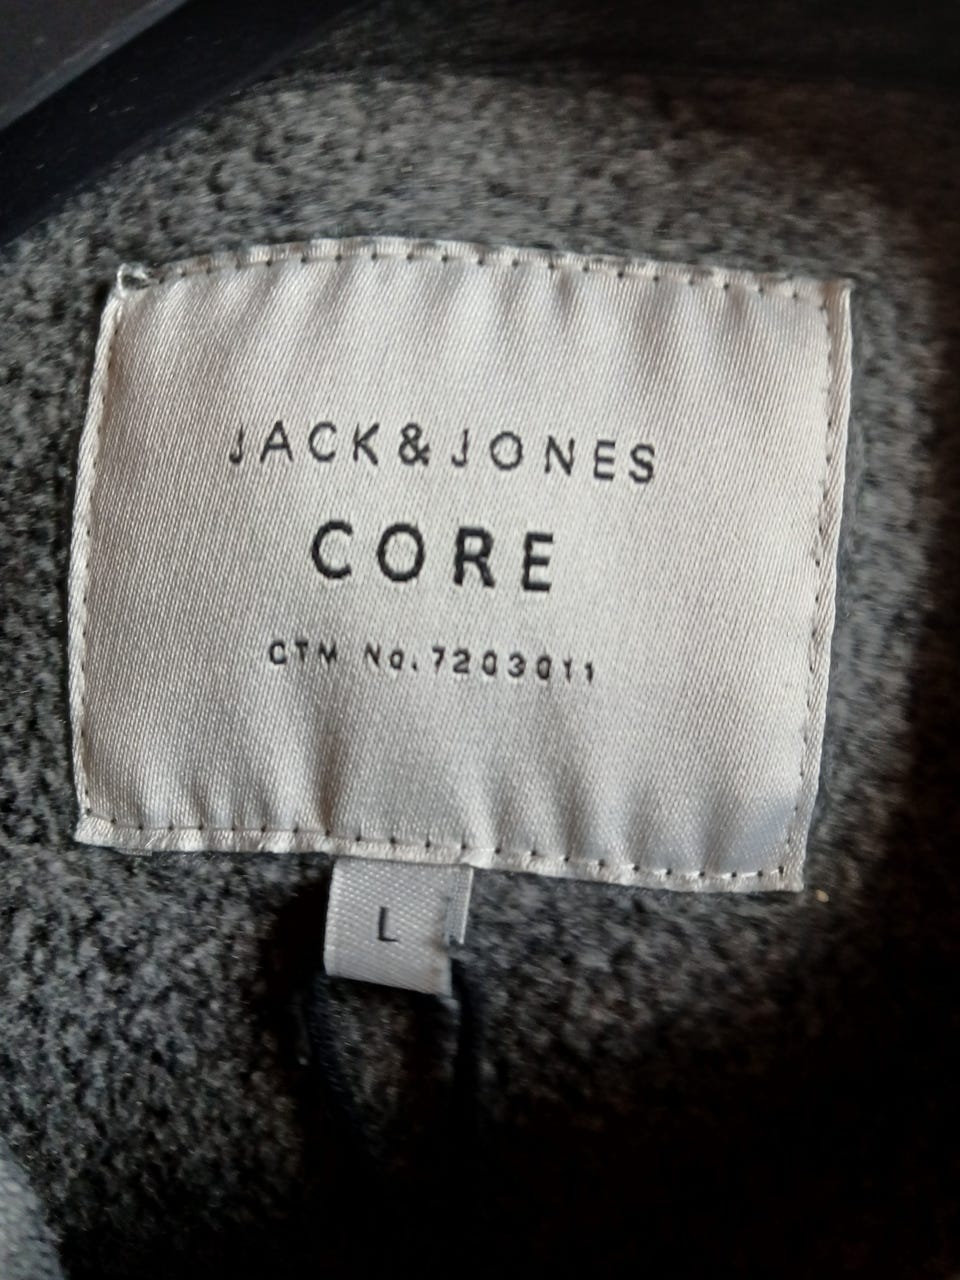 JACK&JONES
CORE
CTM No.7203011
L